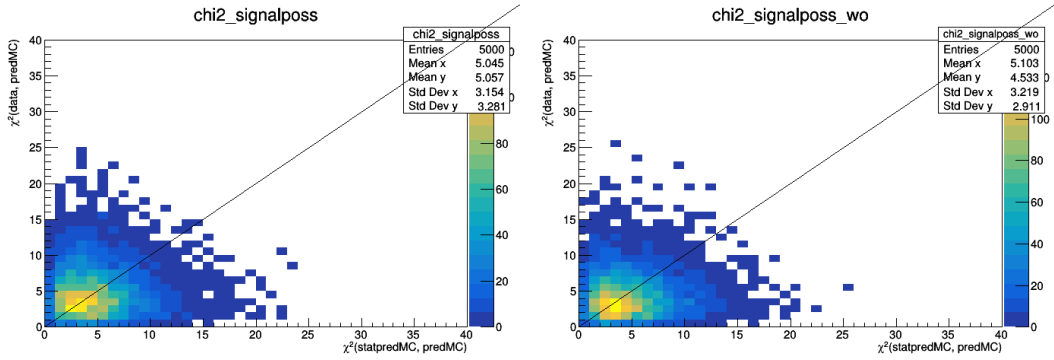 chi2_signalposs
χ²(data, predMC)
40
35
30
25
20
15
10
5
0
chi2_signalposs
Entries 5000
Mean x 5.045
Mean y 5.057
Std Dev x 3.154
Std Dev y 3.281
80
60
40
20
0
0 5 10 15 20 25 30 35 40
χ²(statpredMC, predMC)
chi2_signalposs_wo
χ²(data, predMC)
40
35
30
25
20
15
10
5
0
chi2_signalposs_wo
Entries 5000
Mean x 5.103
Mean y 4.533
Std Dev x 3.219
Std Dev y 2.911
100
80
60
40
20
0
0 5 10 15 20 25 30 35 40
χ²(statpredMC, predMC)